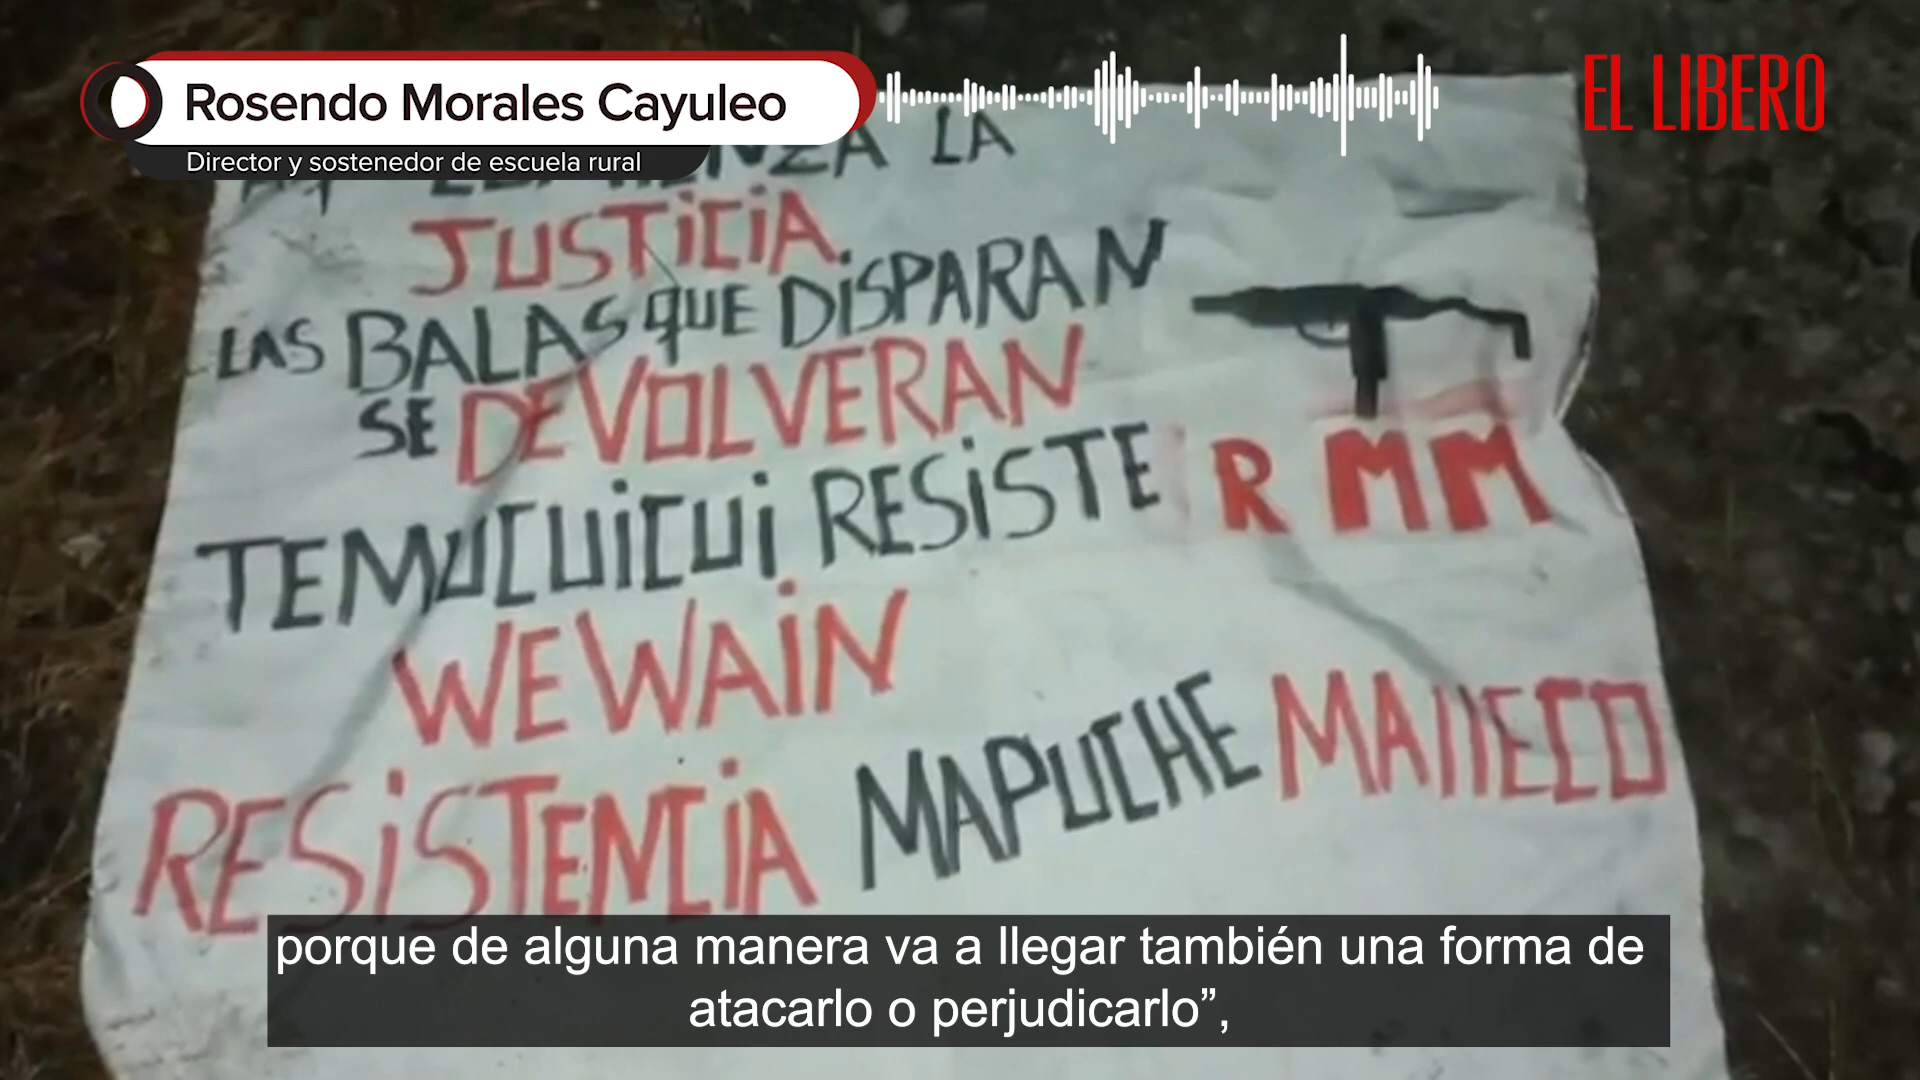 Rosendo Morales Cayuleo
EL LIBERO
Director y sostenedor de escuela rural
LA
JUSTICIA.
LAS BALAS QUE DISPARAN
SE DEVOLVERAN
TEMUCUICUI RESISTE RMM
WEWAIN
RESISTENCIA MAPUCHE MALLECO
porque de alguna manera va a llegar también una forma de
atacarlo o perjudicarlo”,